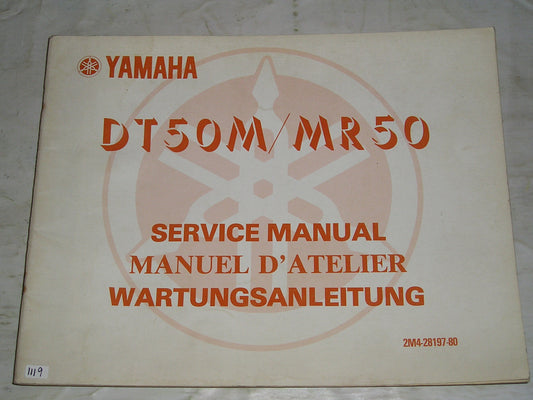 YAMAHA
DT50M/MR50
SERVICE MANUAL
MANUEL D'ATELIER
WARTUNGSANLEITUNG
2M4-28197-80
1119